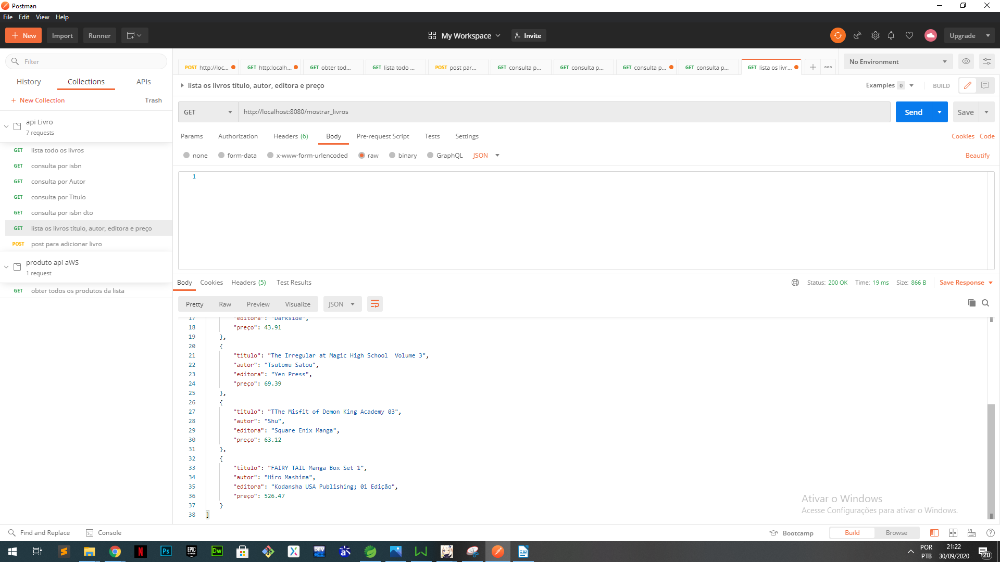 Postman
File Edit View Help
New Import Runner
My Workspace Invite
Upgrade
Filter
History Collections APIs
+ New Collection Trash
api Livro
7 requests
GET lista todo os livros
GET consulta por isbn
GET consulta por Autor
GET consulta por Titulo
GET consulta por isbn dto
GET lista os livros título, autor, editora e preço
POST post para adicionar livro
produto api aWS
1 request
GET obter todos os produtos da lista
POST http://loc... GET http:localh... GET obter tod... GET lista todo ... POST post par... GET consulta p... GET consulta p... GET consulta p... GET consulta p... GET lista os livr...
No Environment
lista os livros título, autor, editora e preço
Examples 0 BUILD
GET http://localhost:8080/mostrar_livros
Send Save
Params Authorization Headers (6) Body Pre-request Script Tests Settings
Cookies Code
none form-data x-www-form-urlencoded raw binary GraphQL JSON
Beautify
1
Body Cookies Headers (5) Test Results
Status: 200 OK Time: 19 ms Size: 866 B Save Response
Pretty Raw Preview Visualize JSON
17 "editora": "Darkside",
18 "preço": 43.91
19 },
20 {
21 "titulo": "The Irregular at Magic High School  Volume 3",
22 "autor": "Tsutomu Satou",
23 "editora": "Yen Press",
24 "preço": 69.39
25 },
26 {
27 "titulo": "TThe Misfit of Demon King Academy 03",
28 "autor": "Shu",
29 "editora": "Square Enix Manga",
30 "preço": 63.12
31 },
32 {
33 "titulo": "FAIRY TAIL Manga Box Set 1",
34 "autor": "Hiro Mashima",
35 "editora": "Kodansha USA Publishing; 01 Edição",
36 "preço": 526.47
37 }
38 ]
Ativar o Windows
Acesse Configurações para ativar o Windows.
Find and Replace Console
Bootcamp Build Browse
N Ps EPIC GAMES Dw DEV
POR
PTB
21:22
30/09/2020
20